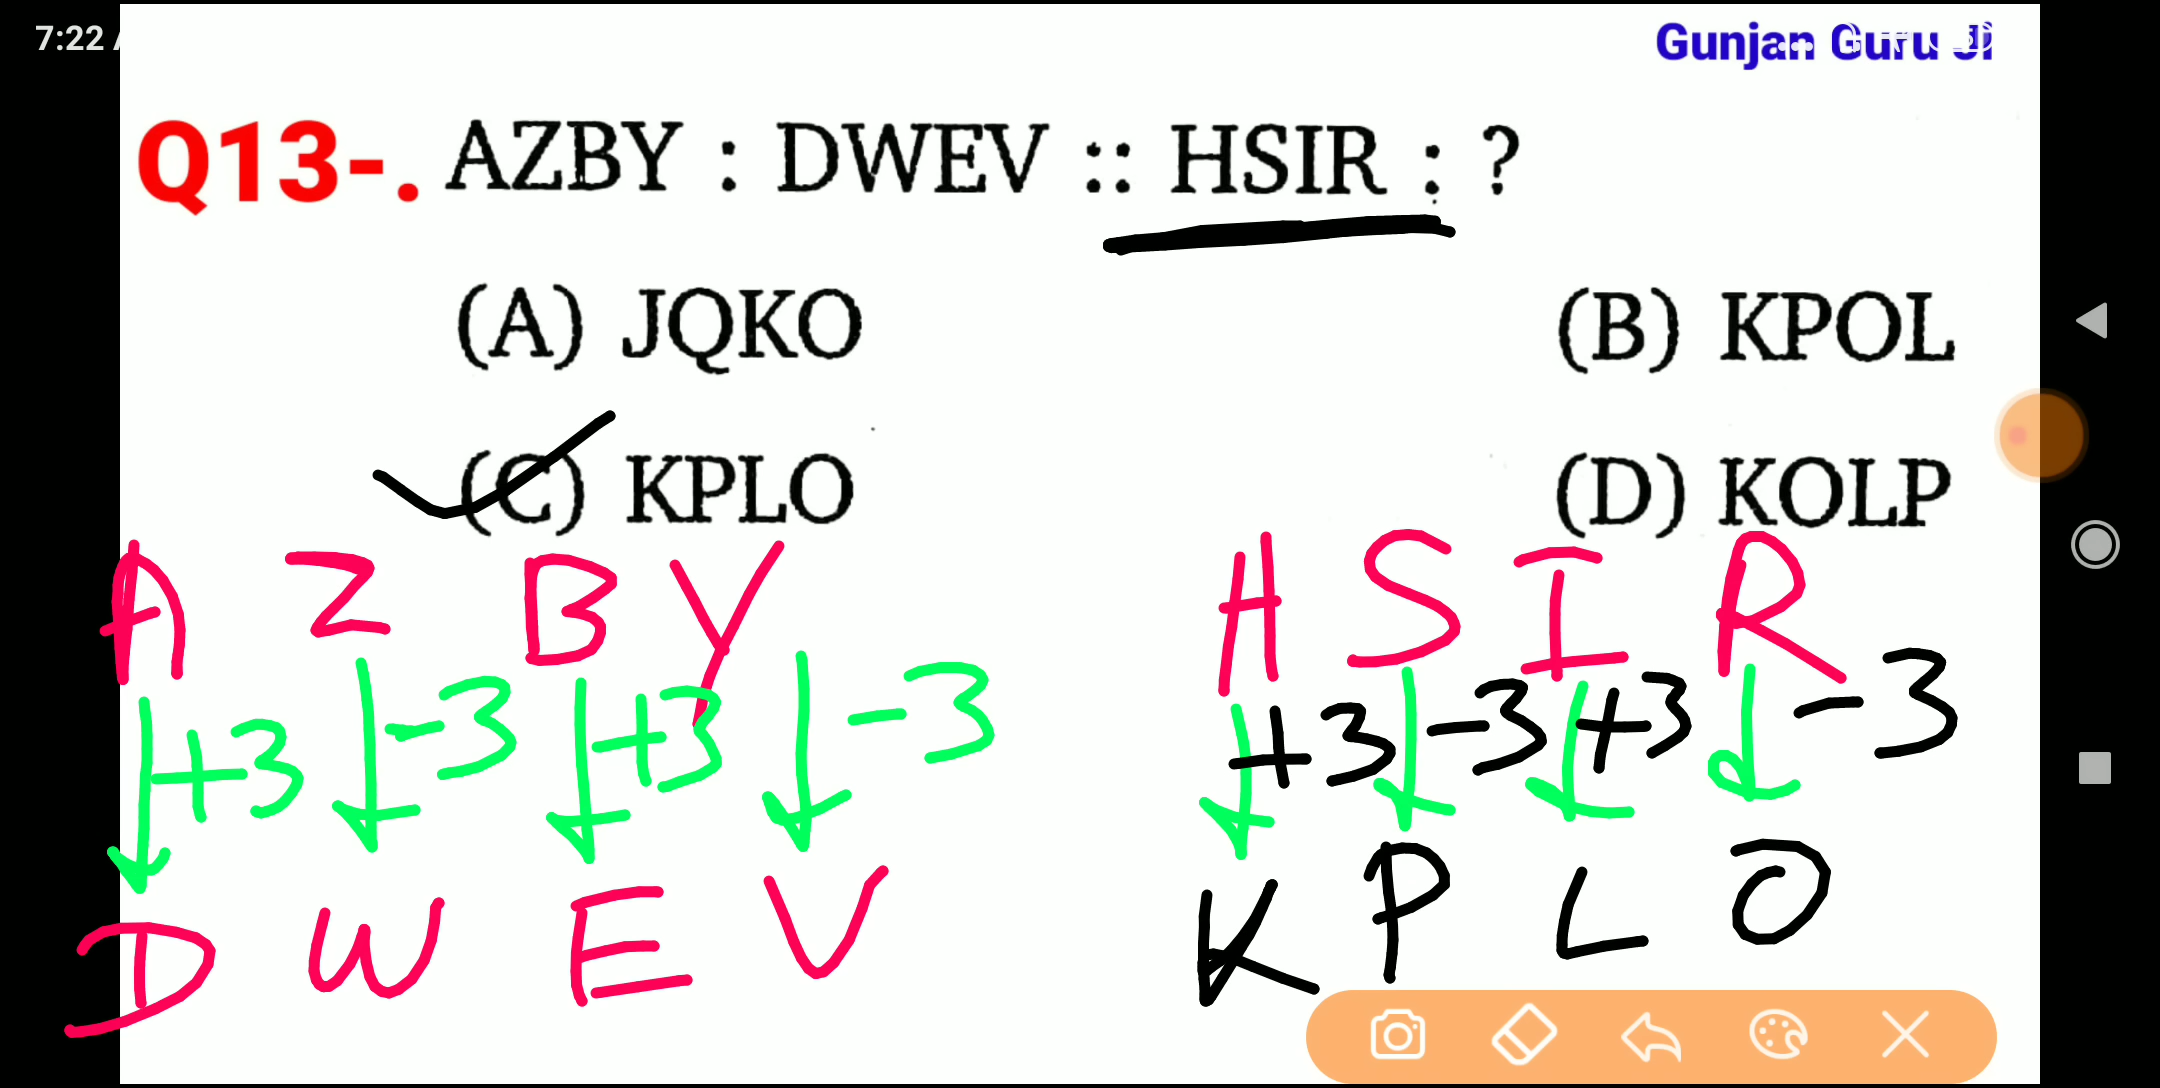 7:22
Gunjan Guru Ji
Q13-. AZBY : DWEV :: HSIR : ?
(A) JQKO (B) KPOL
(C) KPLO (D) KOLP
A Z B Y H S I R
+3 -3 +3 -3 +3 -3 +3 -3
D W E V K P L O